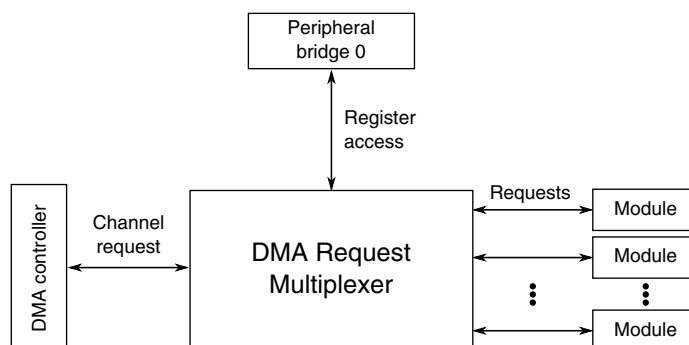 Peripheral
bridge 0
Register
access
Requests
Module
Channel
request
DMA controller
DMA Request
Multiplexer
Module
Module